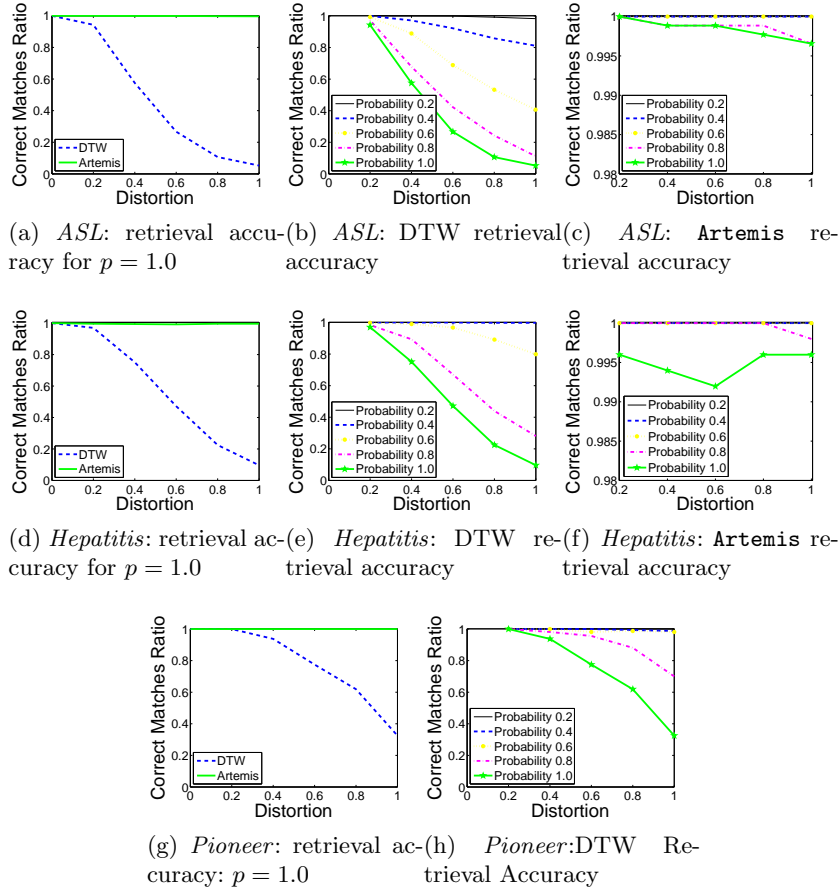 1
0.8
0.6
0.4
0.2
0
Correct Matches Ratio
DTW
Artemis
0 0.2 0.4 0.6 0.8 1
Distortion
1
0.8
0.6
0.4
0.2
0
Correct Matches Ratio
Probability 0.2
Probability 0.4
Probability 0.6
Probability 0.8
Probability 1.0
0 0.2 0.4 0.6 0.8 1
Distortion
1
0.995
0.99
0.985
0.98
Correct Matches Ratio
Probability 0.2
Probability 0.4
Probability 0.6
Probability 0.8
Probability 1.0
0.2 0.4 0.6 0.8 1
Distortion
(a) ASL: retrieval accu-
racy for p = 1.0
(b) ASL: DTW retrieval
accuracy
(c) ASL: Artemis re-
trieval accuracy
1
0.8
0.6
0.4
0.2
0
Correct Matches Ratio
DTW
Artemis
0 0.2 0.4 0.6 0.8 1
Distortion
1
0.8
0.6
0.4
0.2
0
Correct Matches Ratio
Probability 0.2
Probability 0.4
Probability 0.6
Probability 0.8
Probability 1.0
0 0.2 0.4 0.6 0.8 1
Distortion
1
0.995
0.99
0.985
0.98
Correct Matches Ratio
Probability 0.2
Probability 0.4
Probability 0.6
Probability 0.8
Probability 1.0
0.2 0.4 0.6 0.8 1
Distortion
(d) Hepatitis: retrieval ac-
curacy for p = 1.0
(e) Hepatitis: DTW re-
trieval accuracy
(f) Hepatitis: Artemis re-
trieval accuracy
1
0.8
0.6
0.4
0.2
0
Correct Matches Ratio
DTW
Artemis
0 0.2 0.4 0.6 0.8 1
Distortion
1
0.8
0.6
0.4
0.2
0
Correct Matches Ratio
Probability 0.2
Probability 0.4
Probability 0.6
Probability 0.8
Probability 1.0
0 0.2 0.4 0.6 0.8 1
Distortion
(g) Pioneer: retrieval ac-
curacy: p = 1.0
(h) Pioneer:DTW Re-
trieval Accuracy